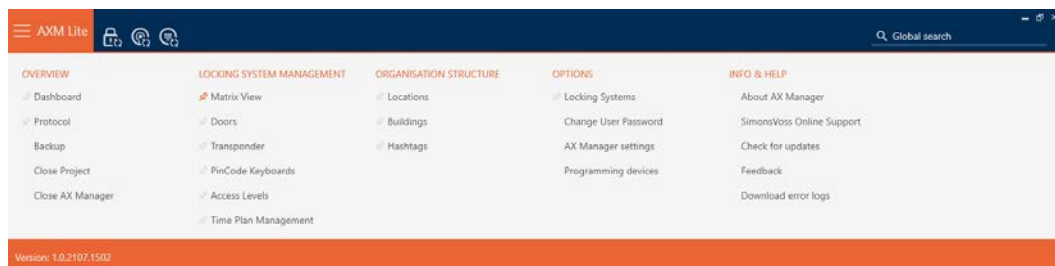 AXM Lite
Global search
OVERVIEW
Dashboard
Protocol
Backup
Close Project
Close AX Manager
LOCKING SYSTEM MANAGEMENT
Matrix View
Doors
Transponder
PinCode Keyboards
Access Levels
Time Plan Management
ORGANISATION STRUCTURE
Locations
Buildings
Hashtags
OPTIONS
Locking Systems
Change User Password
AX Manager settings
Programming devices
INFO & HELP
About AX Manager
SimonsVoss Online Support
Check for updates
Feedback
Download error logs
Version: 1.0.2107.1502